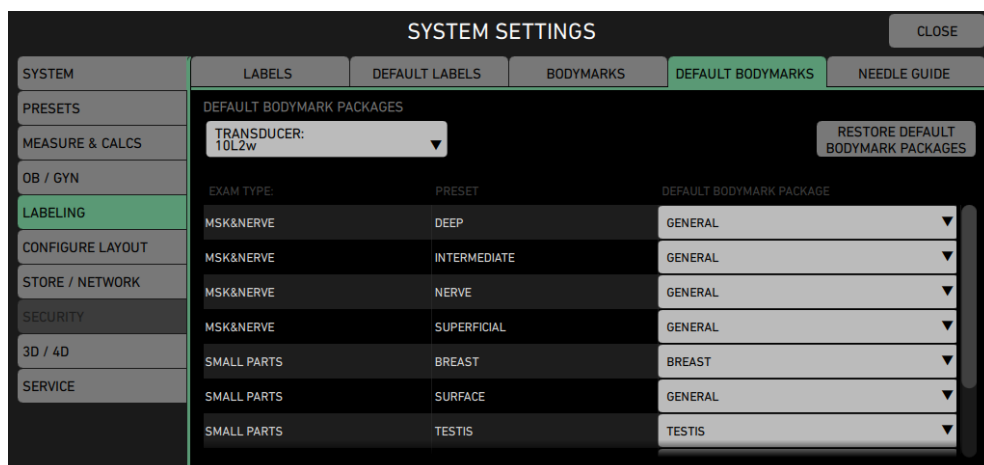 SYSTEM SETTINGS
CLOSE
SYSTEM
PRESETS
MEASURE & CALCS
OB / GYN
LABELING
CONFIGURE LAYOUT
STORE / NETWORK
SECURITY
3D / 4D
SERVICE
LABELS
DEFAULT LABELS
BODYMARKS
DEFAULT BODYMARKS
NEEDLE GUIDE
DEFAULT BODYMARK PACKAGES
TRANSDUCER:
10L2w
RESTORE DEFAULT
BODYMARK PACKAGES
EXAM TYPE: PRESET DEFAULT BODYMARK PACKAGE
MSK&NERVE DEEP GENERAL
MSK&NERVE INTERMEDIATE GENERAL
MSK&NERVE NERVE GENERAL
MSK&NERVE SUPERFICIAL GENERAL
SMALL PARTS BREAST BREAST
SMALL PARTS SURFACE GENERAL
SMALL PARTS TESTIS TESTIS